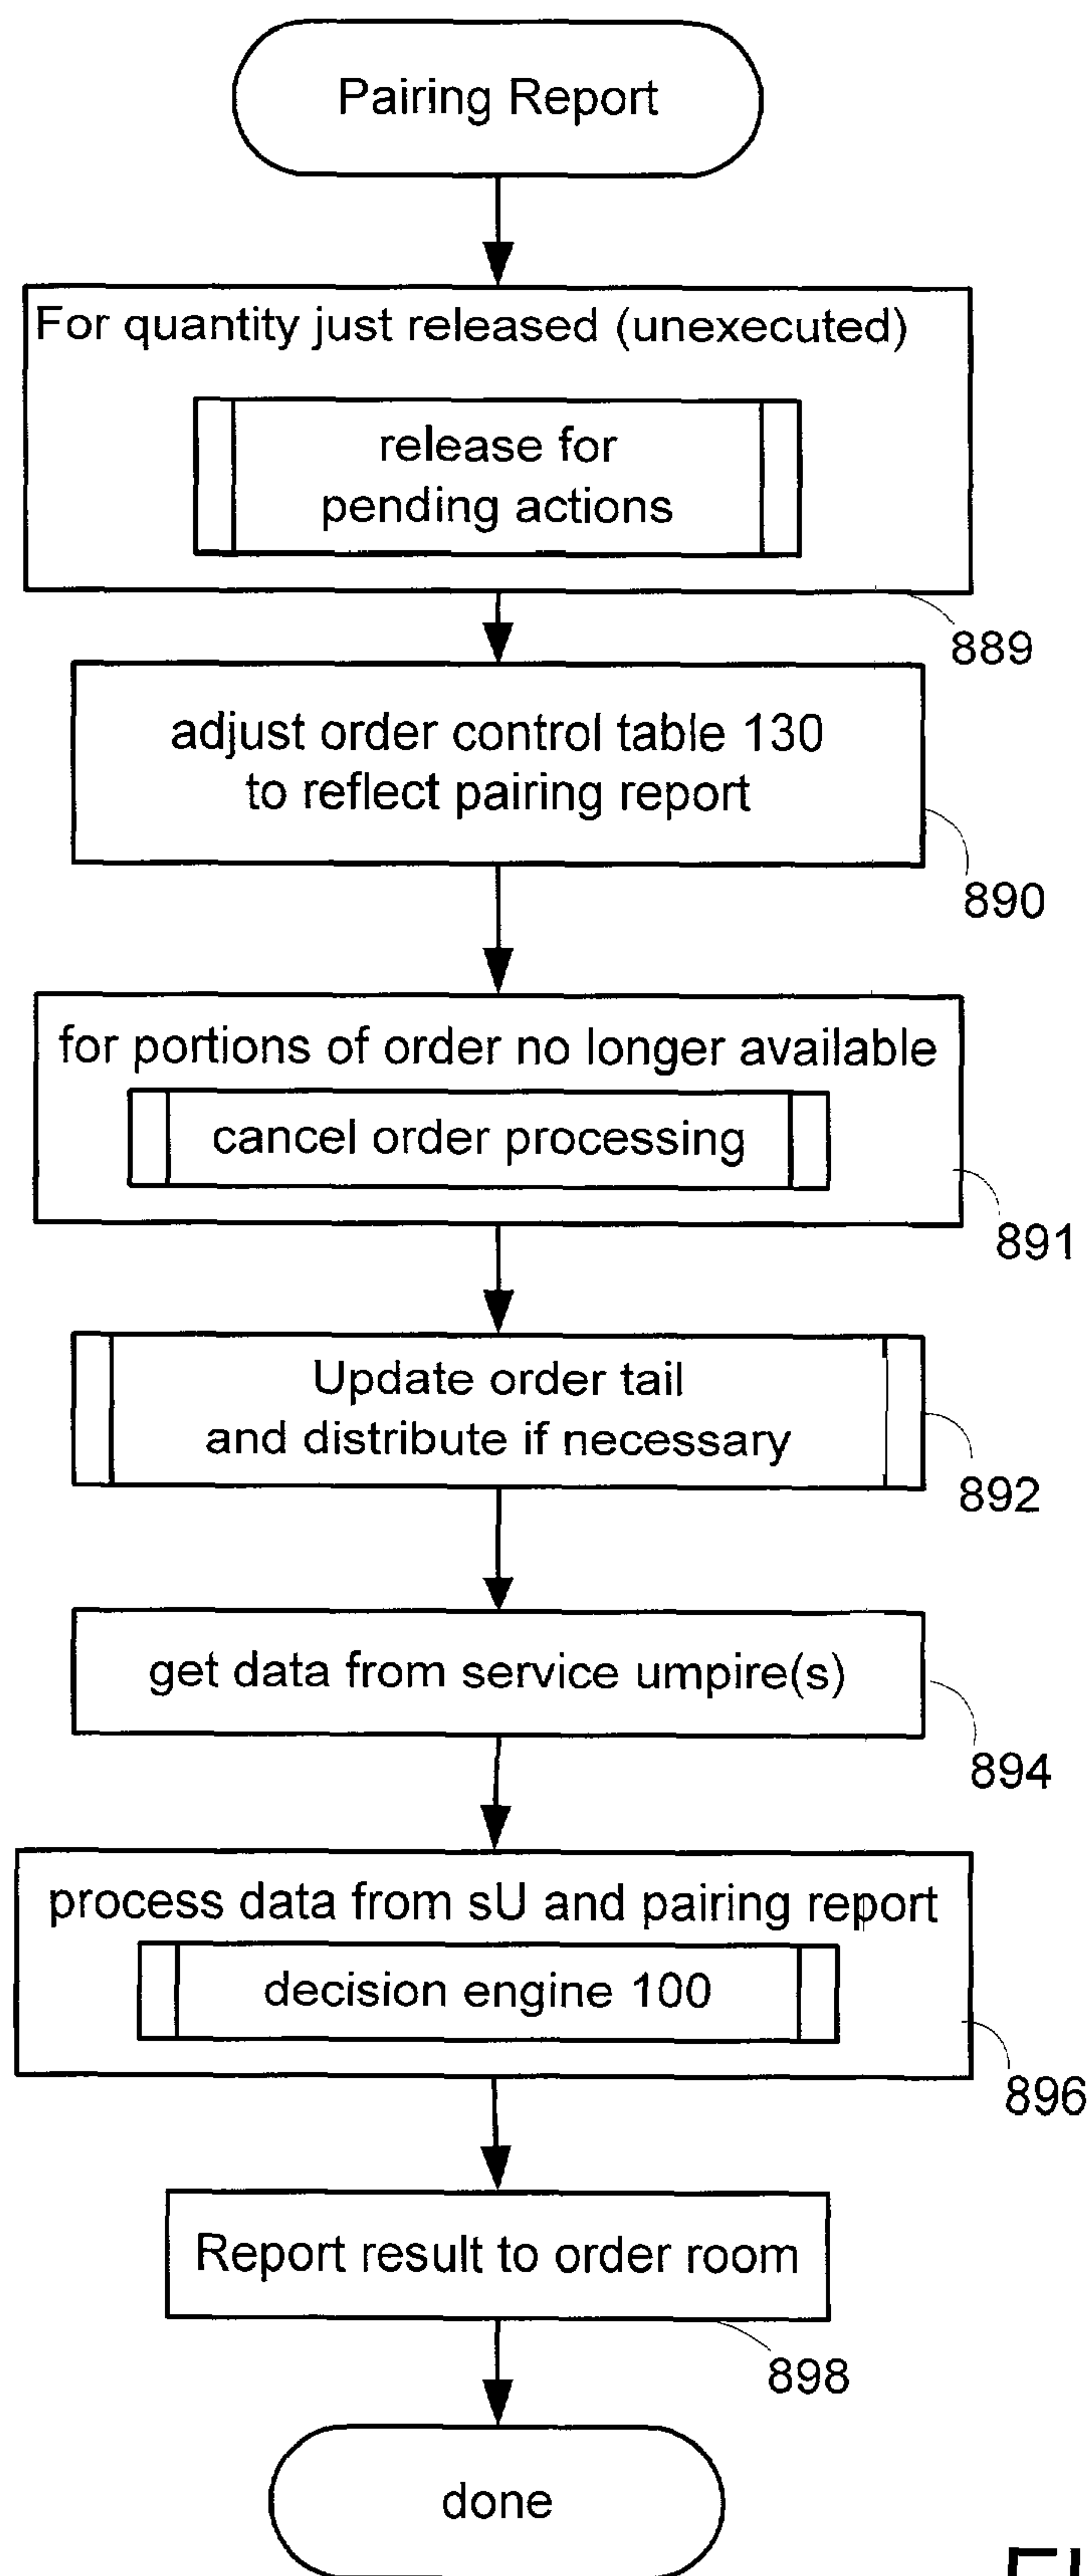 Pairing Report
For quantity just released (unexecuted)
release for
pending actions
889
adjust order control table 130
to reflect pairing report
890
for portions of order no longer available
cancel order processing
891
Update order tail
and distribute if necessary
892
get data from service umpire(s)
894
process data from sU and pairing report
decision engine 100
896
Report result to order room
898
done